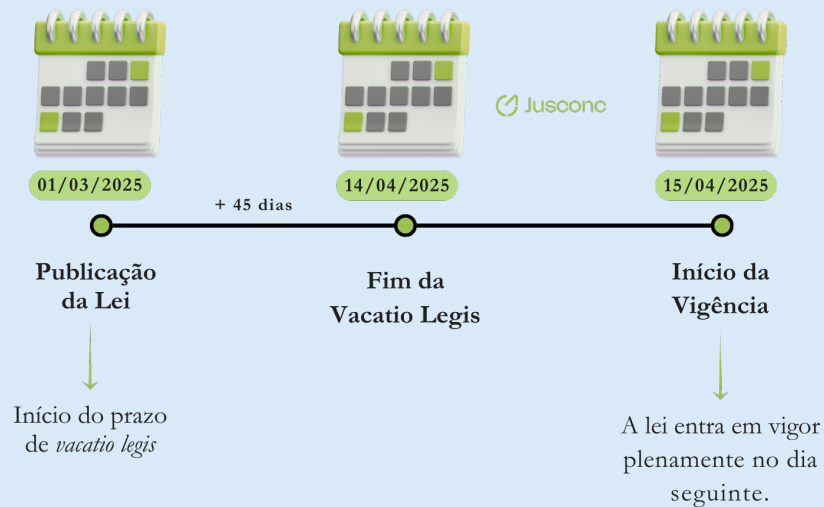 Jusconc
01/03/2025
14/04/2025
15/04/2025
+ 45 dias
Publicação
da Lei
Fim da
Vacatio Legis
Início da
Vigência
Início do prazo
de vacatio legis
A lei entra em vigor
plenamente no dia
seguinte.